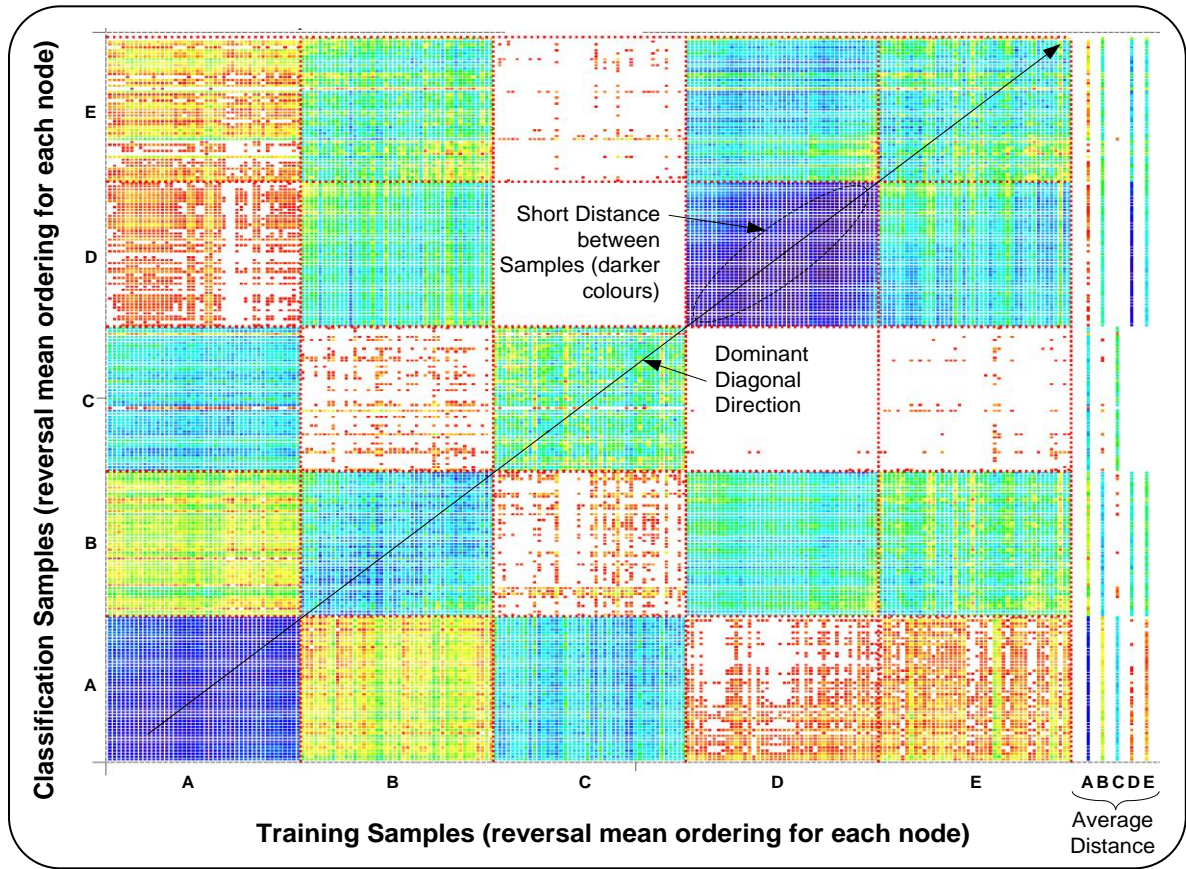 Classification Samples (reversal mean ordering for each node)
E
D
C
B
A
Short Distance
between
Samples (darker
colours)
Dominant
Diagonal
Direction
A B C D E
A B C D E
Average
Distance
Training Samples (reversal mean ordering for each node)